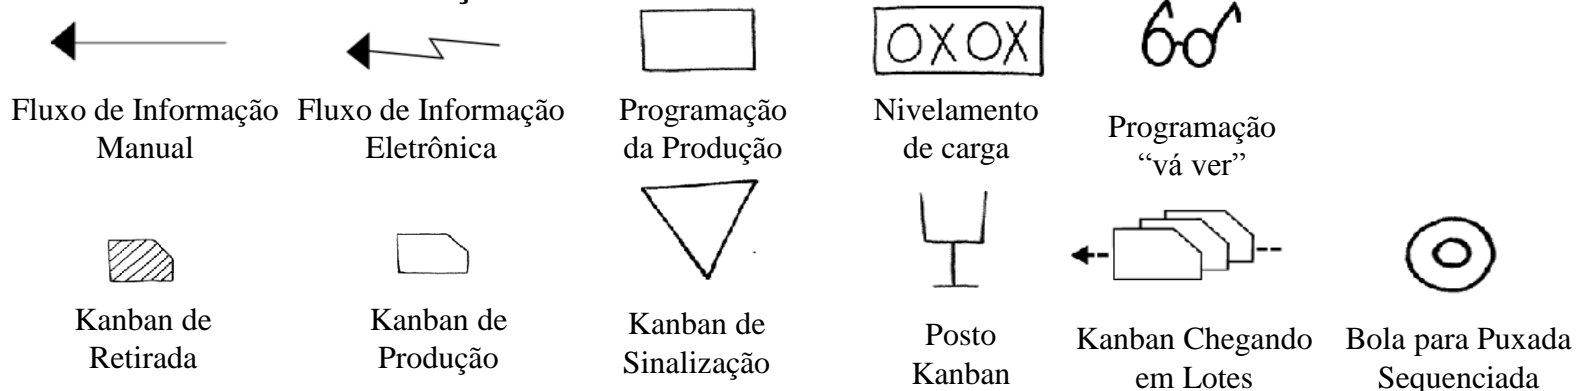 OXOX
Fluxo de Informação
Manual
Fluxo de Informação
Eletrônica
Programação
da Produção
Nivelamento
de carga
Programação
“vá ver”
Kanban de
Retirada
Kanban de
Produção
Kanban de
Sinalização
Posto
Kanban
Kanban Chegando
em Lotes
Bola para Puxada
Sequenciada